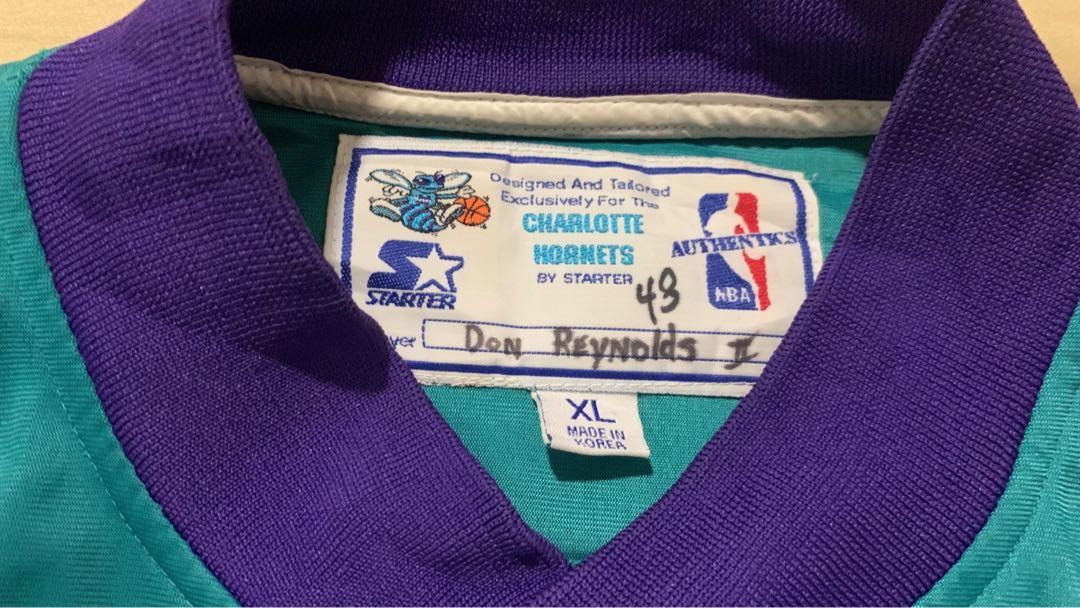 Designed And Tailored
Exclusively For The
CHARLOTTE
HORNETS
BY STARTER
STARTER
AUTHENTICS
NBA
48
Don Reynolds II
XL
MADE IN
KOREA